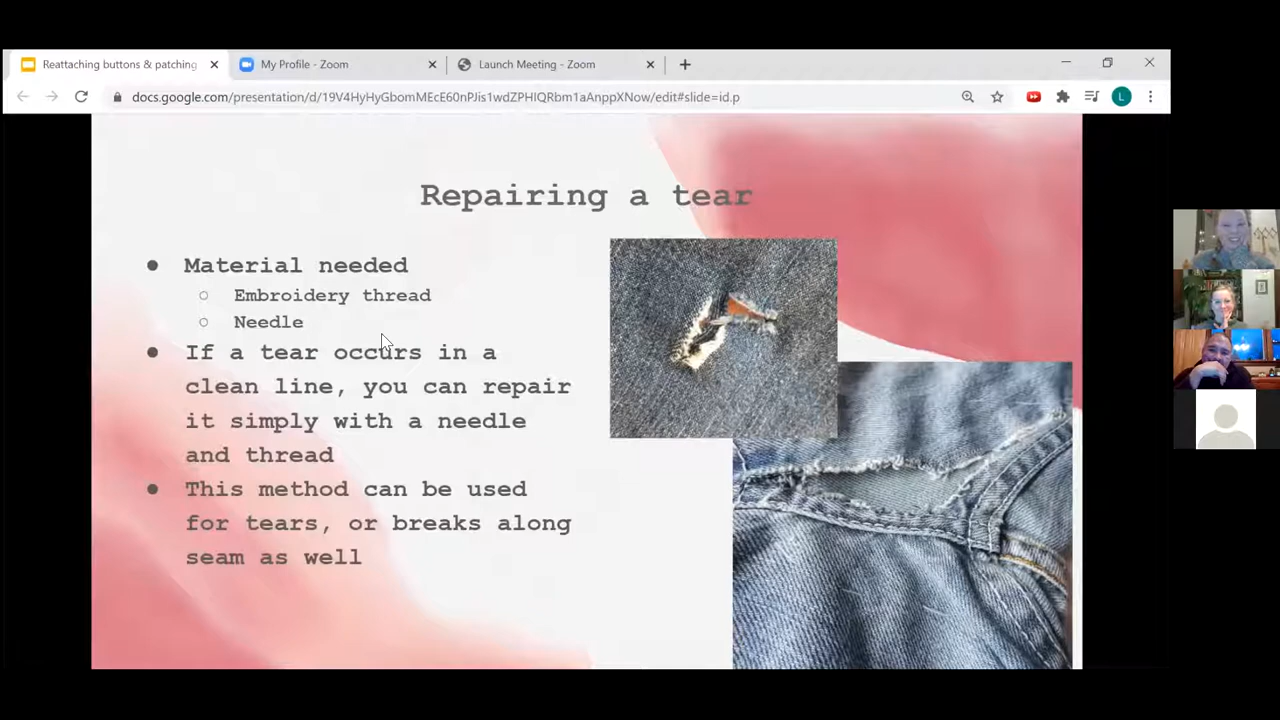 Reattaching buttons & patching
My Profile - Zoom
Launch Meeting - Zoom
docs.google.com/presentation/d/19V4HyHyGbomMEcE60nPJis1wdZPHIQRbm1aAnppXNow/edit#slide=id.p
L
Repairing a tear
Material needed
Embroidery thread
Needle
If a tear occurs in a
clean line, you can repair
it simply with a needle
and thread
This method can be used
for tears, or breaks along
seam as well